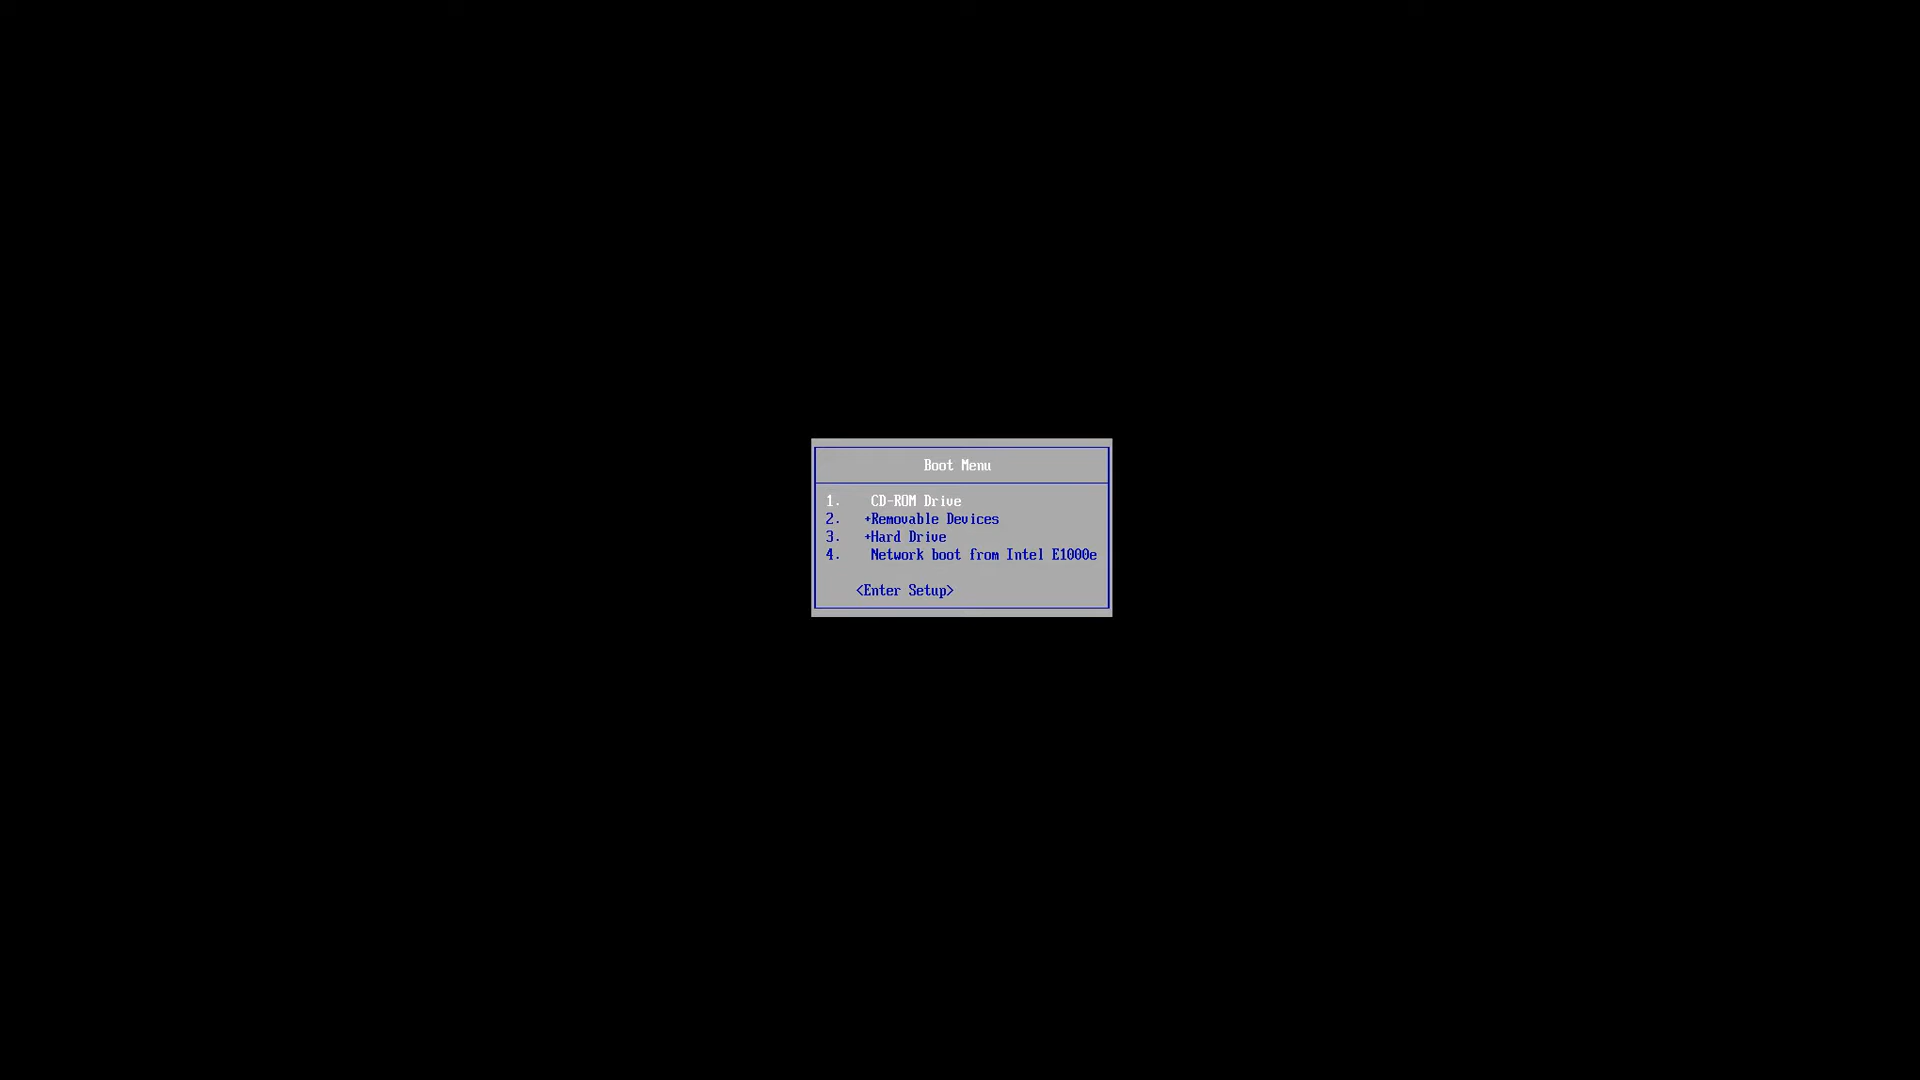 Boot Menu
1. CD-ROM Drive
2. +Removable Devices
3. +Hard Drive
4. Network boot from Intel E1000e
<Enter Setup>